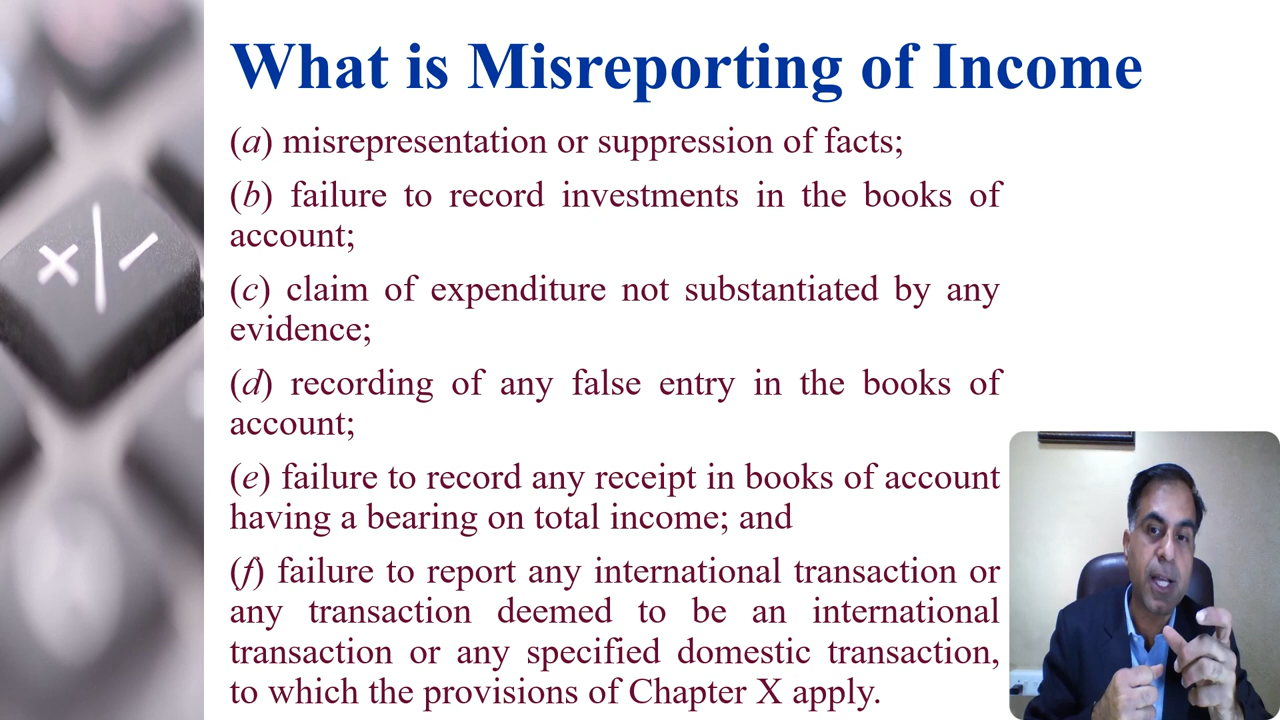 What is Misreporting of Income
(a) misrepresentation or suppression of facts;
(b) failure to record investments in the books of
account;
(c) claim of expenditure not substantiated by any
evidence;
(d) recording of any false entry in the books of
account;
(e) failure to record any receipt in books of account
having a bearing on total income; and
(f) failure to report any international transaction or
any transaction deemed to be an international
transaction or any specified domestic transaction,
to which the provisions of Chapter X apply.